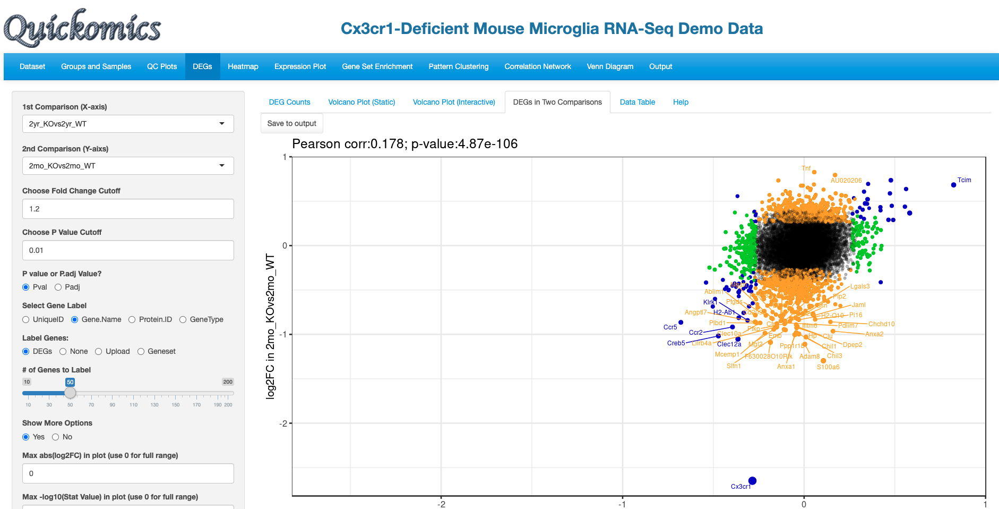 Quickomics
Cx3cr1-Deficient Mouse Microglia RNA-Seq Demo Data
Dataset Groups and Samples QC Plots DEGs Heatmap Expression Plot Gene Set Enrichment Pattern Clustering Correlation Network Venn Diagram Output
1st Comparison (X-axis)
2yr_KOvs2yr_WT
2nd Comparison (Y-aixs)
2mo_KOvs2mo_WT
Choose Fold Change Cutoff
1.2
Choose P Value Cutoff
0.01
P value or P.adj Value?
Pval Padj
Select Gene Label
UniqueID Gene.Name Protein.ID GeneType
Label Genes:
DEGs None Upload Geneset
# of Genes to Label
10 50 200
10 30 50 70 90 110 130 150 170 190 200
Show More Options
Yes No
Max abs(log2FC) in plot (use 0 for full range)
0
Max -log10(Stat Value) in plot (use 0 for full range)
DEG Counts Volcano Plot (Static) Volcano Plot (Interactive) DEGs in Two Comparisons Data Table Help
Save to output
Pearson corr:0.178; p-value:4.87e-106
log2FC in 2mo_KOvs2mo_WT
1
0
-1
-2
-2 -1 0 1
Tnf
AU020206
Tcim
Lgals3
Ablim1
Plp2
Klrk1
Ptgds
Jaml
Angptl7
H2-Ab1
H2-Q10
Pi16
Plbd1
Chchd10
Ccr5
Pdlim7
Ccr2
Clec10a
Anxa2
Emb
Hp
Clu
Creb5
Lilrb4a
Clec12a
Mgl2
Ppp1r1b
Chil1
Dpep2
Mcemp1
F630028O10Rik
Adam8
Chil3
Slfn1
Anxa1
S100a6
Cx3cr1